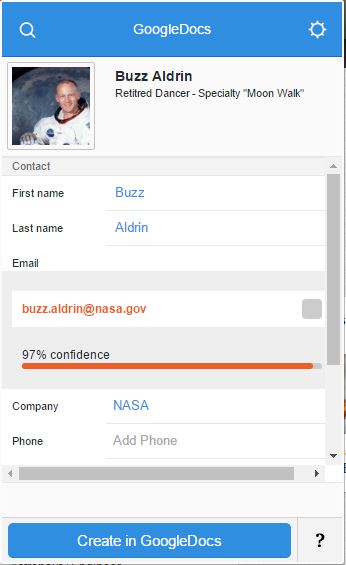 GoogleDocs
Buzz Aldrin
Retitred Dancer - Specialty "Moon Walk"
Contact
First name Buzz
Last name Aldrin
Email
buzz.aldrin@nasa.gov
97% confidence
Company NASA
Phone Add Phone
Create in GoogleDocs ?